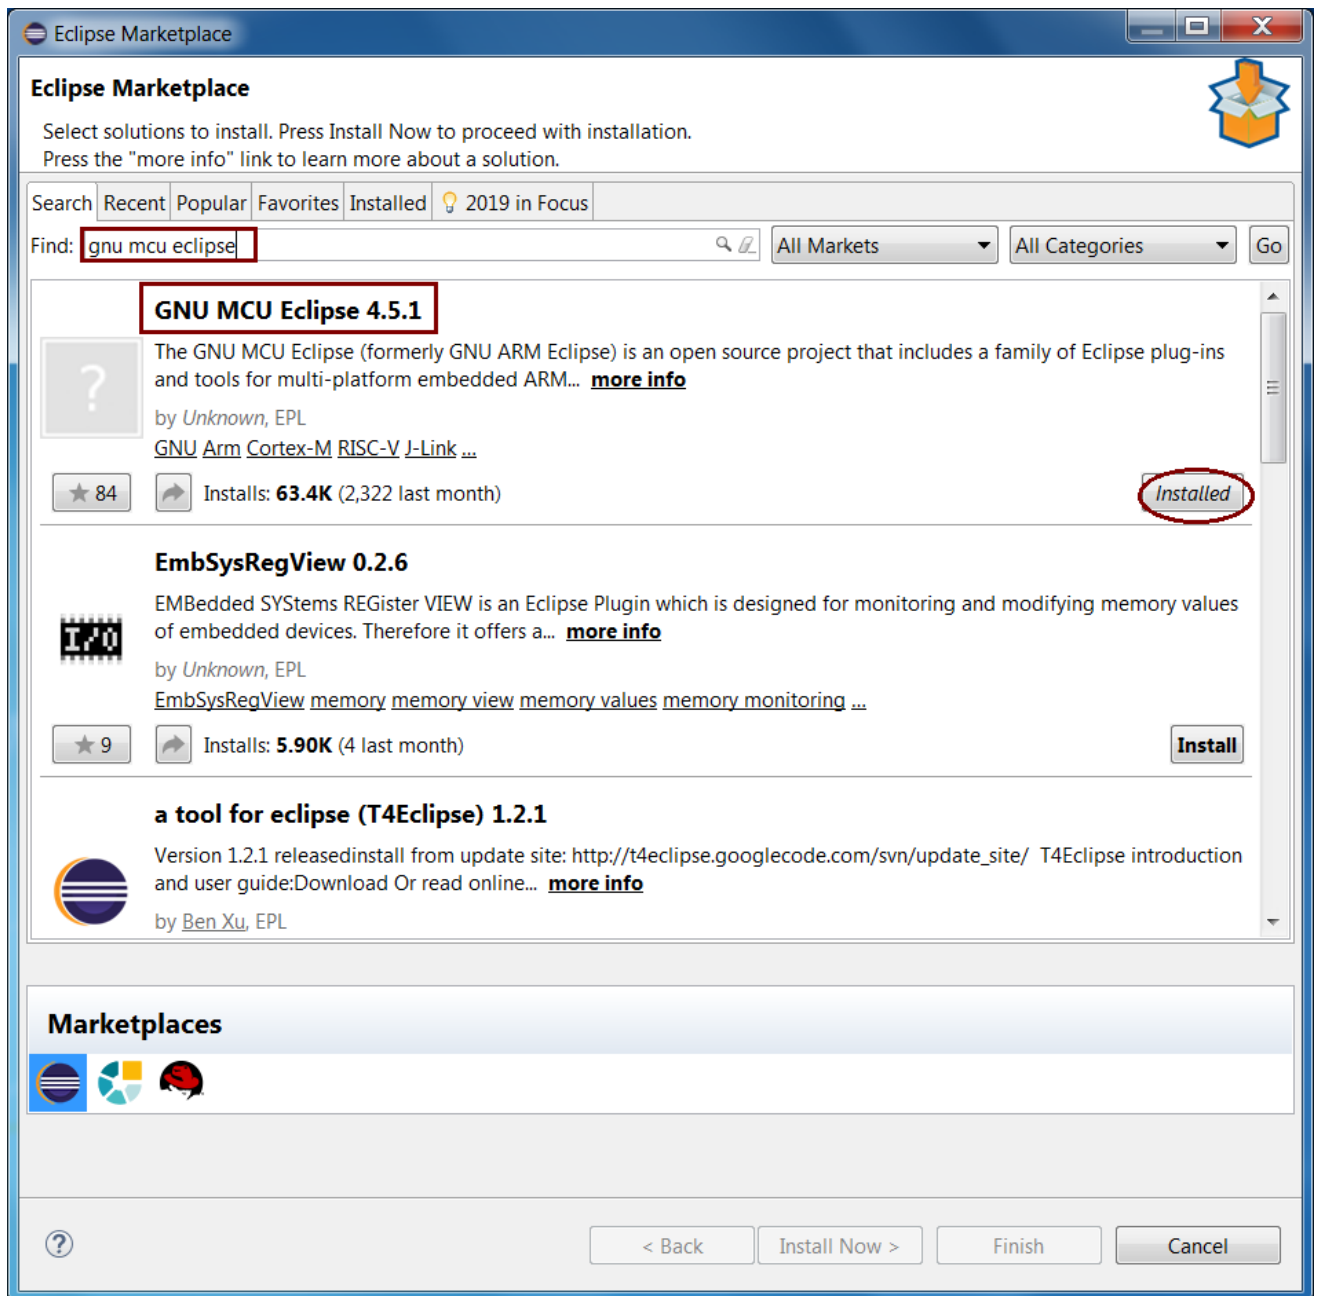 Eclipse Marketplace
Eclipse Marketplace
Select solutions to install. Press Install Now to proceed with installation.
Press the "more info" link to learn more about a solution.
Search Recent Popular Favorites Installed 2019 in Focus
Find: gnu mcu eclipse All Markets All Categories Go
GNU MCU Eclipse 4.5.1
The GNU MCU Eclipse (formerly GNU ARM Eclipse) is an open source project that includes a family of Eclipse plug-ins
and tools for multi-platform embedded ARM... more info
by Unknown, EPL
GNU Arm Cortex-M RISC-V J-Link ...
84 Installs: 63.4K (2,322 last month) Installed
EmbSysRegView 0.2.6
EMBedded SYStems REGister VIEW is an Eclipse Plugin which is designed for monitoring and modifying memory values
of embedded devices. Therefore it offers a... more info
I/O
by Unknown, EPL
EmbSysRegView memory memory view memory values memory monitoring ...
9 Installs: 5.90K (4 last month) Install
a tool for eclipse (T4Eclipse) 1.2.1
Version 1.2.1 releasedinstall from update site: http://t4eclipse.googlecode.com/svn/update_site/ T4Eclipse introduction
and user guide:Download Or read online... more info
by Ben Xu, EPL
Marketplaces
< Back Install Now > Finish Cancel